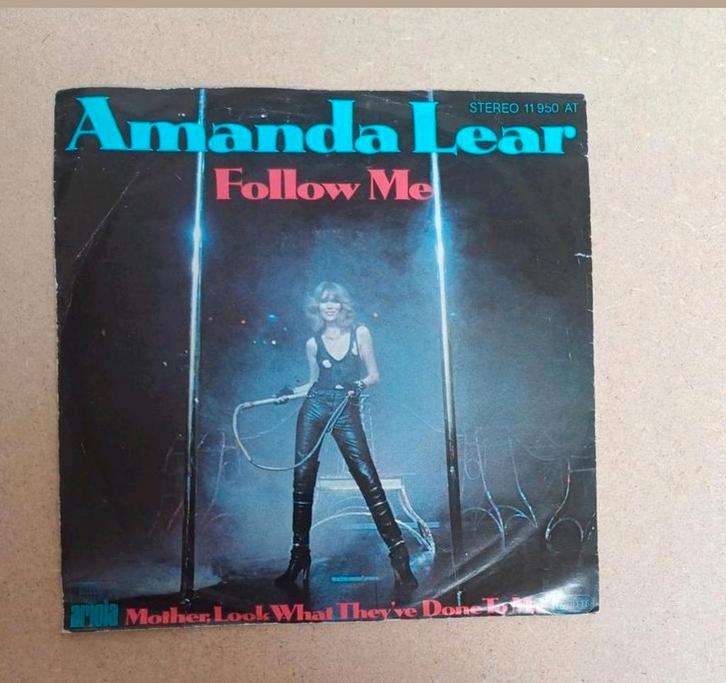 STEREO 11 950 AT
Amanda Lear
Follow Me
ariola
Mother, Look What They've Done To Me